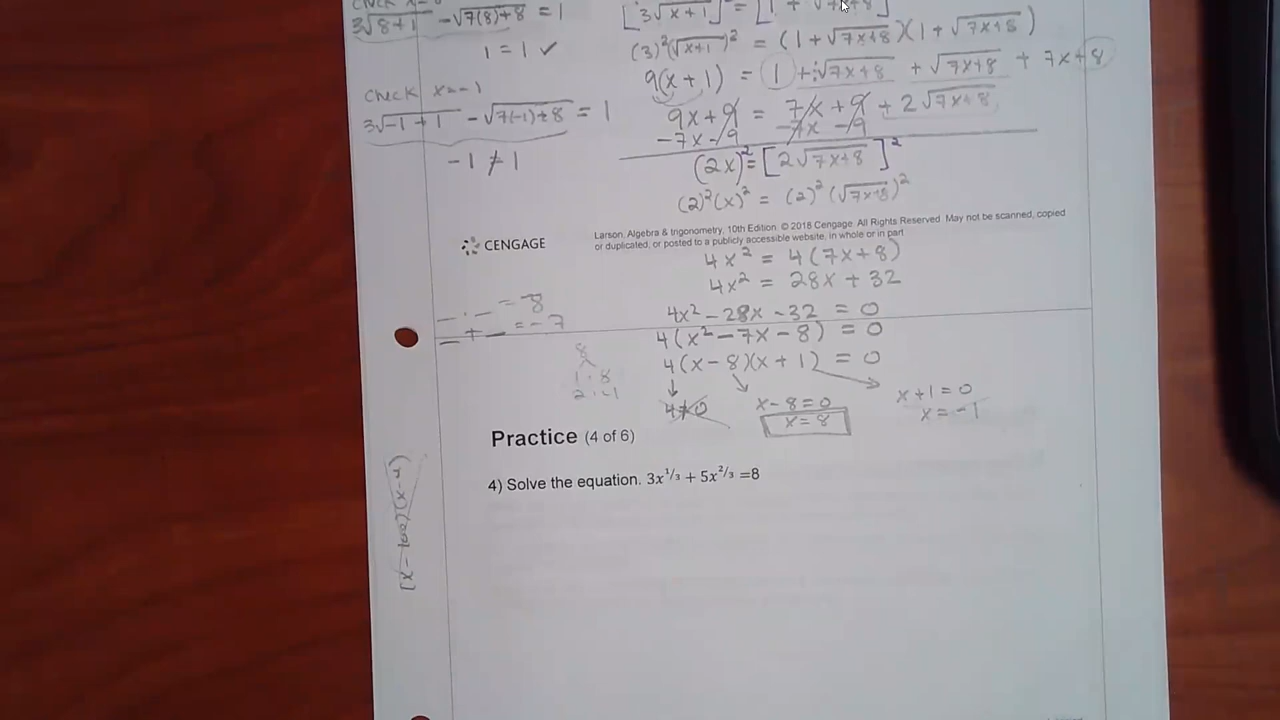 3√8+1 - √7(8)+8 = 1
1 = 1 ✓
Check x=-1
3√-1+1 - √7(-1)+8 = 1
-1 ≠ 1
[3√x+1]² = [1 +
(3)²(√x+1)² = (1+√7x+8)(1+√7x+8)
9(x+1) = 1 + √7x+8 + √7x+8 + 7x+8
9x+9 = 7x+9 + 2√7x+8
-7x-9 -7x -9
(2x)² = [2√7x+8]²
(2)²(x)² = (2)²(√7x+8)²
CENGAGE
Larson, Algebra & Trigonometry, 10th Edition. © 2018 Cengage. All Rights Reserved. May not be scanned, copied
or duplicated, or posted to a publicly accessible website, in whole or in part.
4x² = 4(7x+8)
4x² = 28x + 32
4x² - 28x - 32 = 0
4(x² - 7x - 8) = 0
4(x-8)(x+1) = 0
_ · _ = -8
_ + _ = -7
8
1 · 8
2 · 4
4≠0
x-8=0
x=8
x+1=0
x=-1
Practice (4 of 6)
4) Solve the equation. 3x^1/3 + 5x^2/3 =8